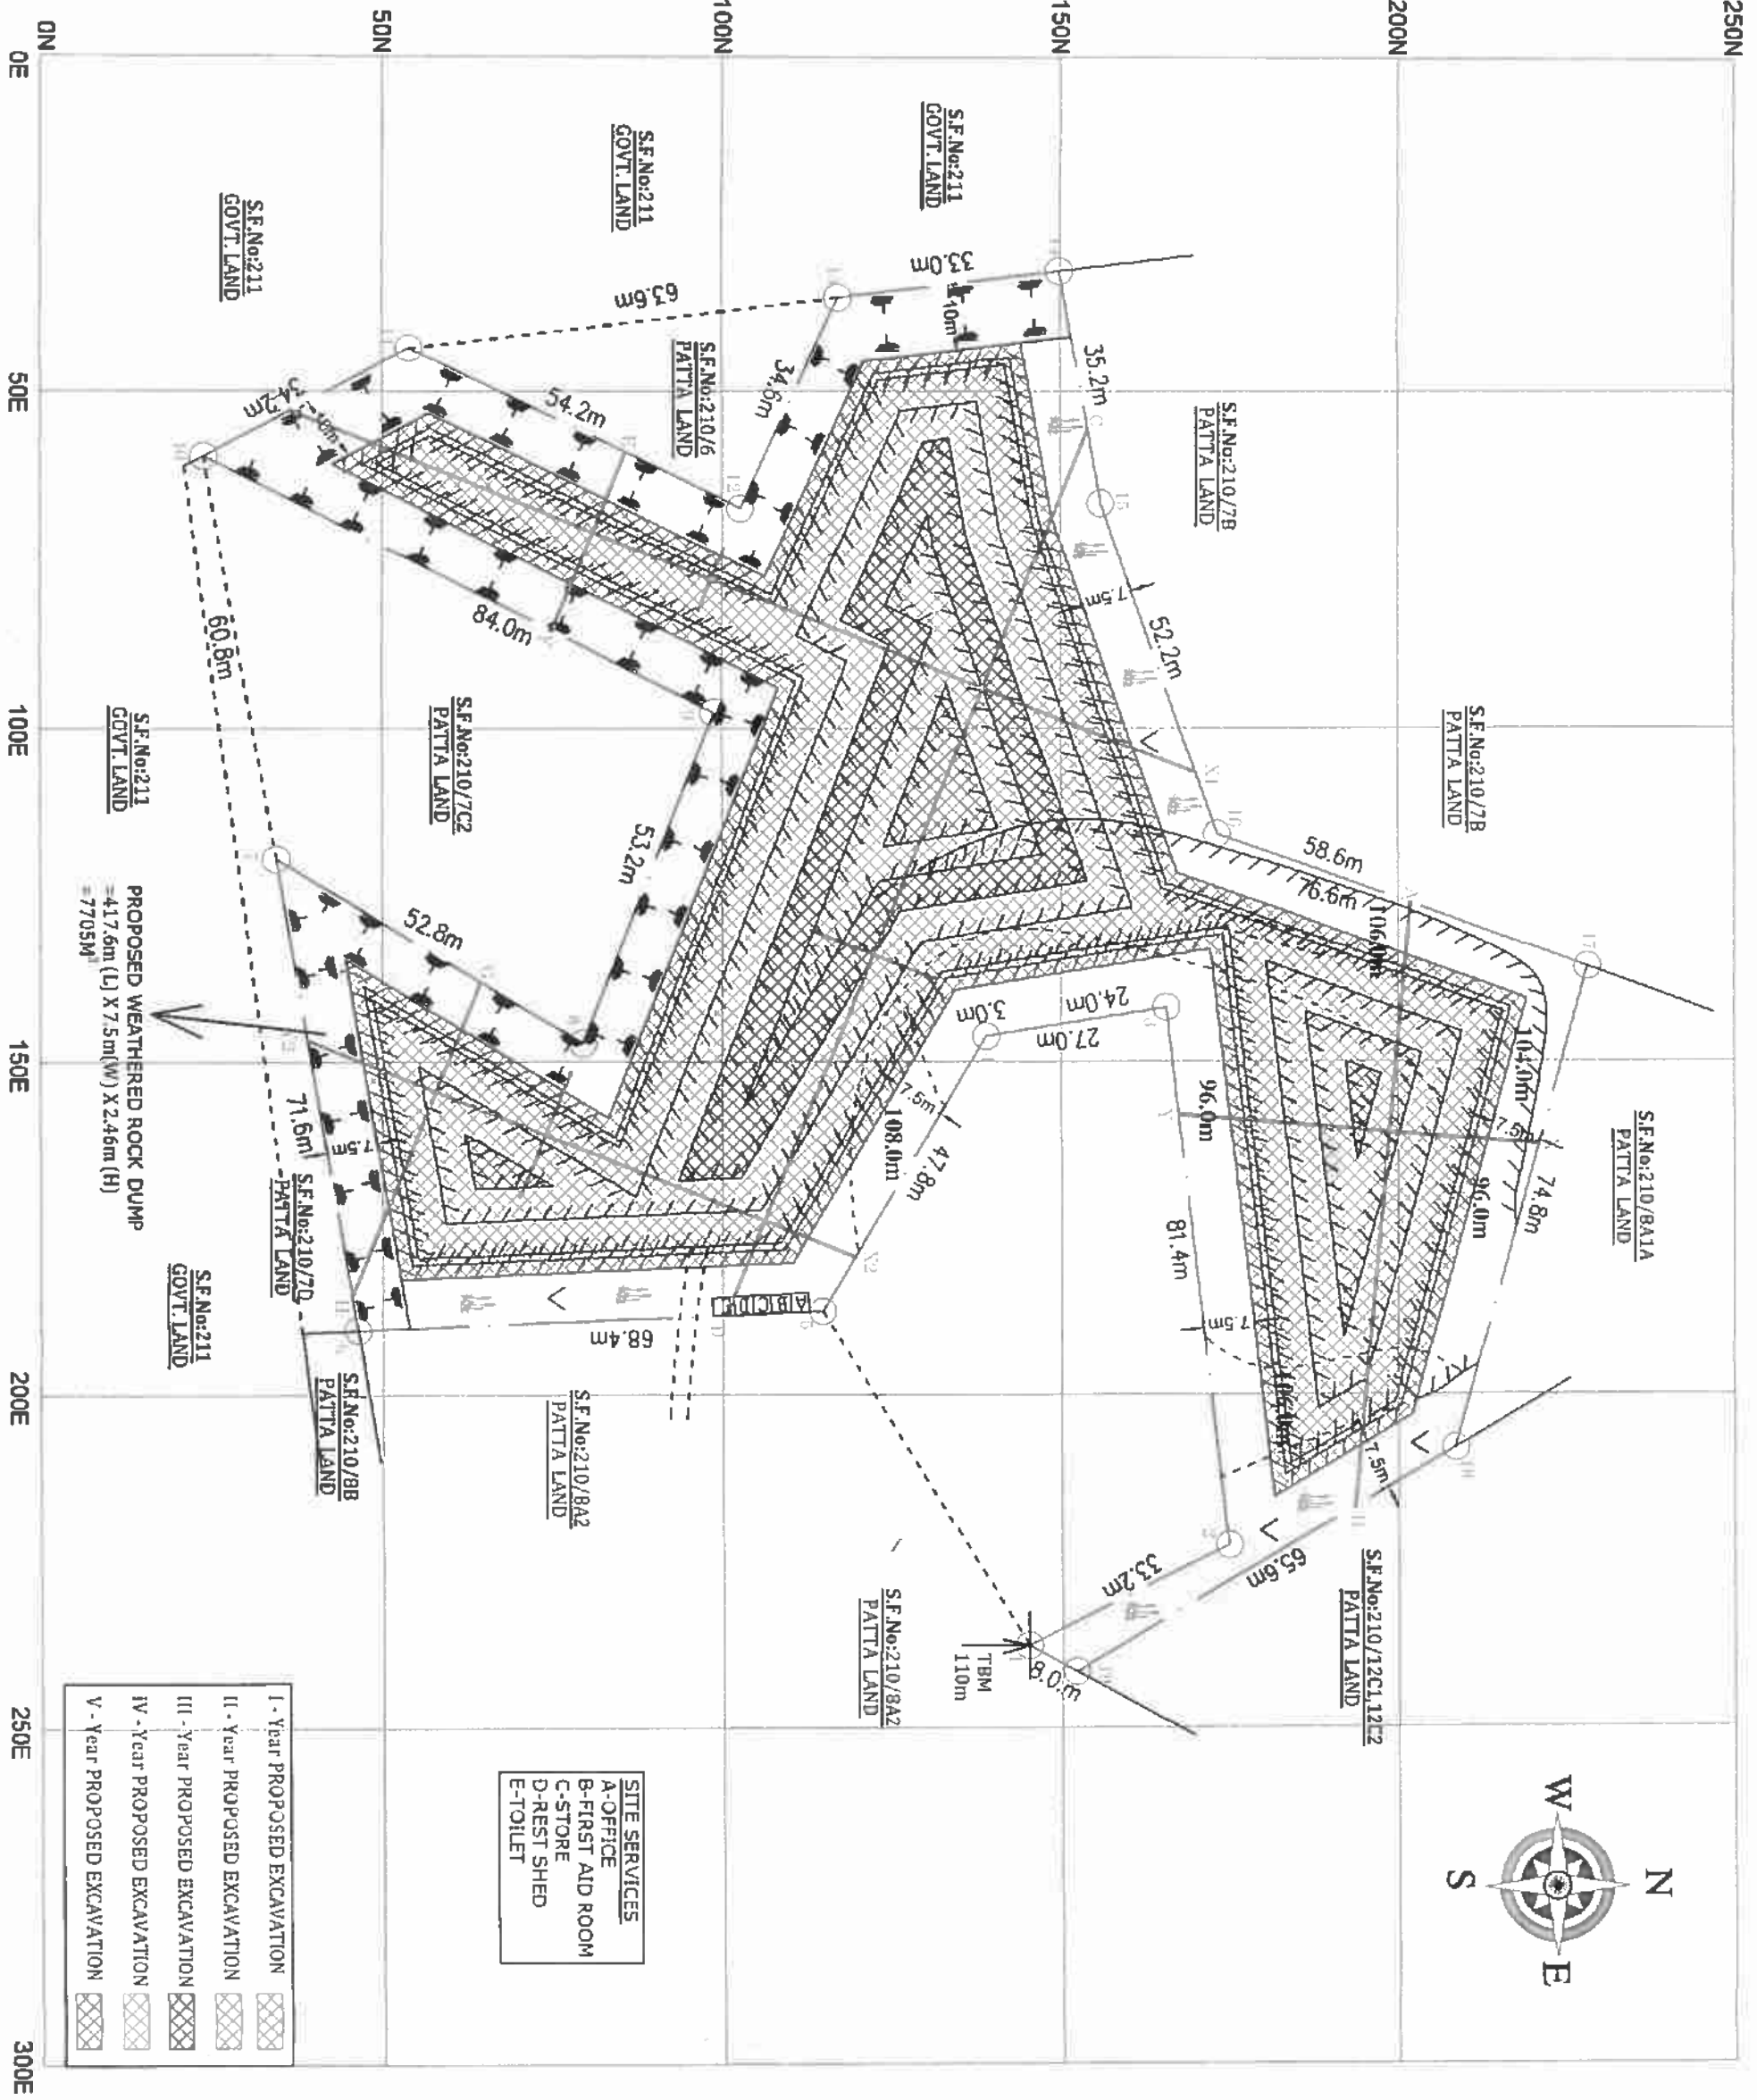 250N
200N
150N
100N
50N
0N
0E
50E
100E
150E
200E
250E
300E
N
W
E
S
S.F.No:211
GOVT. LAND
S.F.No:211
GOVT. LAND
S.F.No:211
GOVT. LAND
S.F.No:211
GOVT. LAND
S.F.No:211
GOVT. LAND
S.F.No:210/7B
PATTA LAND
S.F.No:210/7B
PATTA LAND
S.F.No:210/8A1A
PATTA LAND
S.F.No:210/12C1,12C2
PATTA LAND
S.F.No:210/8A2
PATTA LAND
S.F.No:210/8A2
PATTA LAND
S.F.No:210/8B
PATTA LAND
S.F.No:210/7D
PATTA LAND
S.F.No:210/7C2
PATTA LAND
S.F.No:210/6
PATTA LAND
33.0m
10m
35.2m
7.5m
52.2m
58.6m
76.6m
106.0m
104.0m
7.5m
74.8m
96.0m
96.0m
81.4m
7.5m
106.0m
7.5m
65.6m
33.2m
8.0.m
TBM
110m
24.0m
3.0m
27.0m
7.5m
108.0m
47.8m
A
B
C
D
68.4m
63.6m
34.6m
54.2m
34.2m
84.0m
60.8m
53.2m
52.8m
71.6m
7.5m
12
15
16
17
PROPOSED WEATHERED ROCK DUMP
=417.6m (L) X 7.5m(W) X 2.46m (H)
=7705M³
SITE SERVICES
A-OFFICE
B-FIRST AID ROOM
C-STORE
D-REST SHED
E-TOILET
I - Year PROPOSED EXCAVATION
II - Year PROPOSED EXCAVATION
III - Year PROPOSED EXCAVATION
IV - Year PROPOSED EXCAVATION
V - Year PROPOSED EXCAVATION